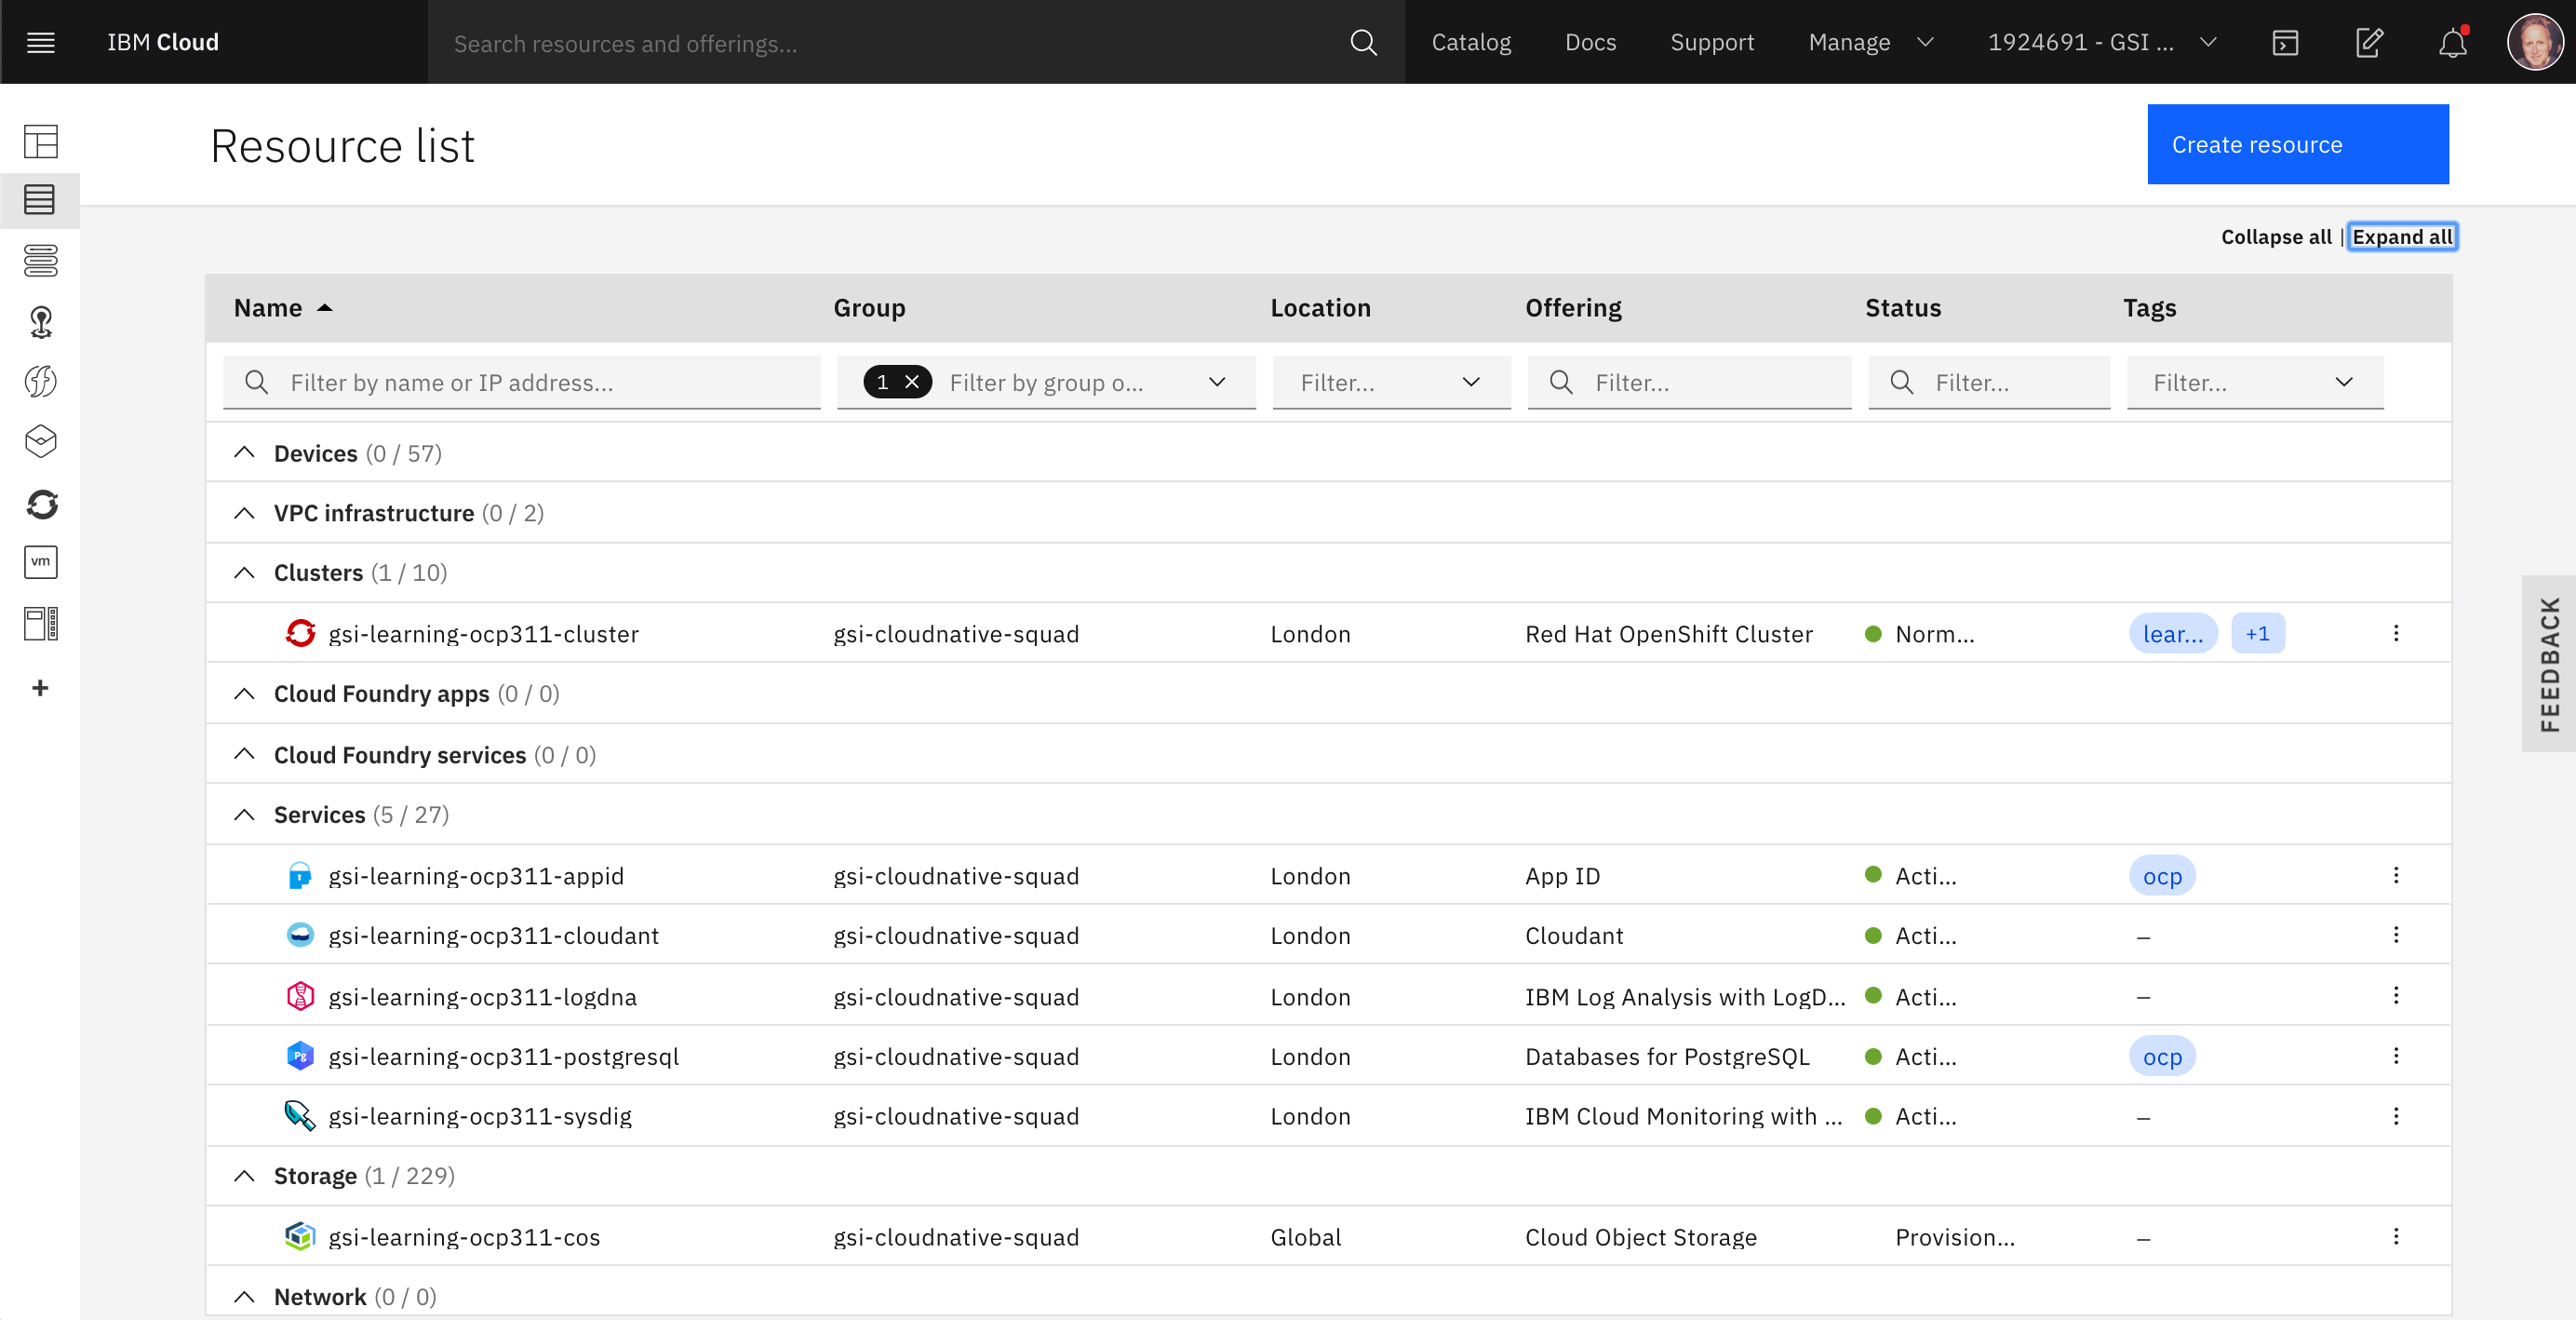 IBM Cloud Search resources and offerings... Catalog Docs Support Manage 1924691 - GSI ...
Resource list Create resource
Collapse all | Expand all
Name Group Location Offering Status Tags
Filter by name or IP address... 1 Filter by group o... Filter... Filter... Filter... Filter...
Devices (0 / 57)
VPC infrastructure (0 / 2)
Clusters (1 / 10)
gsi-learning-ocp311-cluster gsi-cloudnative-squad London Red Hat OpenShift Cluster Norm... lear... +1
Cloud Foundry apps (0 / 0)
Cloud Foundry services (0 / 0)
Services (5 / 27)
gsi-learning-ocp311-appid gsi-cloudnative-squad London App ID Acti... ocp
gsi-learning-ocp311-cloudant gsi-cloudnative-squad London Cloudant Acti... –
gsi-learning-ocp311-logdna gsi-cloudnative-squad London IBM Log Analysis with LogD... Acti... –
Pg gsi-learning-ocp311-postgresql gsi-cloudnative-squad London Databases for PostgreSQL Acti... ocp
gsi-learning-ocp311-sysdig gsi-cloudnative-squad London IBM Cloud Monitoring with ... Acti... –
Storage (1 / 229)
gsi-learning-ocp311-cos gsi-cloudnative-squad Global Cloud Object Storage Provision... –
Network (0 / 0)
vm
FEEDBACK